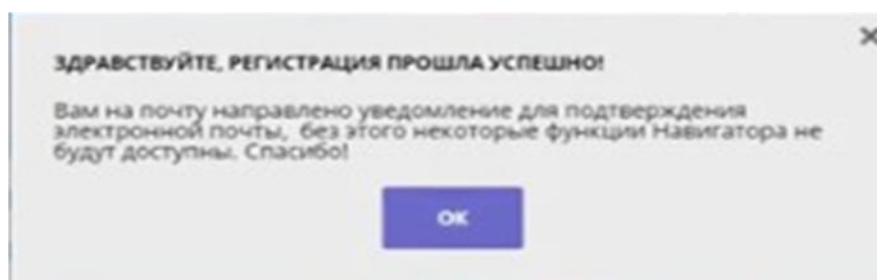 ЗДРАВСТВУЙТЕ, РЕГИСТРАЦИЯ ПРОШЛА УСПЕШНО!
Вам на почту направлено уведомление для подтверждения
электронной почты, без этого некоторые функции Навигатора не
будут доступны. Спасибо!
ОК